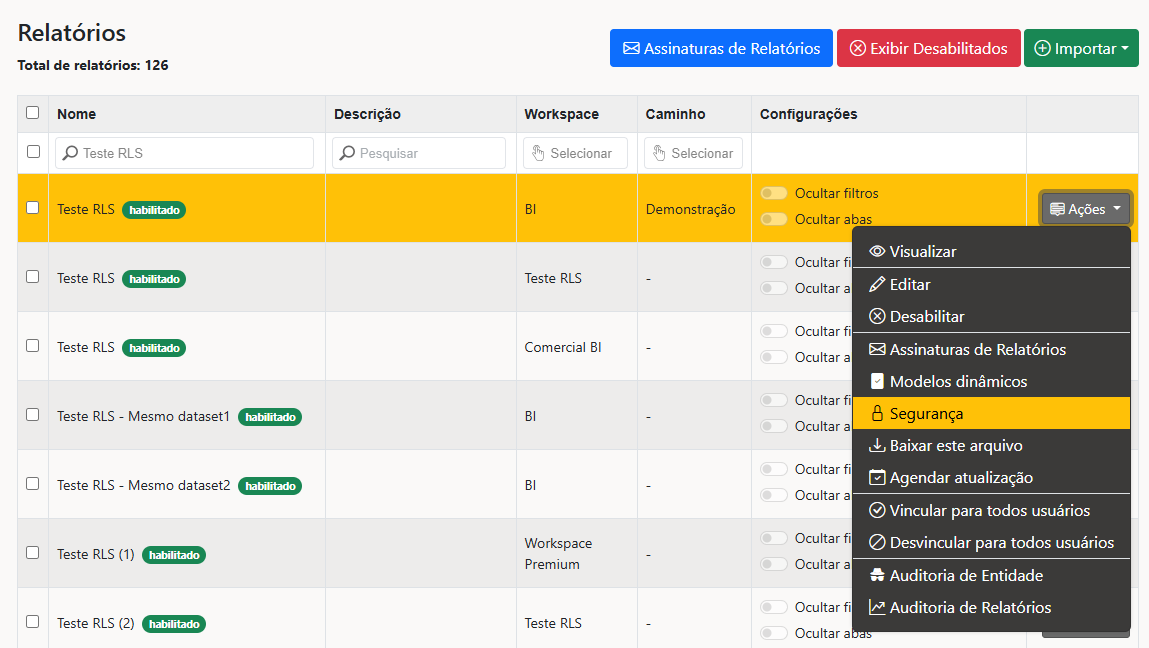 Relatórios
Total de relatórios: 126
Assinaturas de Relatórios
Exibir Desabilitados
Importar
Nome Descrição Workspace Caminho Configurações
Teste RLS Pesquisar Selecionar Selecionar
Teste RLS habilitado BI Demonstração Ocultar filtros
Ocultar abas
Ações
Teste RLS habilitado Teste RLS - Ocultar fi
Ocultar a
Teste RLS habilitado Comercial BI - Ocultar fi
Ocultar a
Teste RLS - Mesmo dataset1 habilitado BI - Ocultar fi
Ocultar a
Teste RLS - Mesmo dataset2 habilitado BI - Ocultar fi
Ocultar a
Teste RLS (1) habilitado Workspace Premium - Ocultar fi
Ocultar a
Teste RLS (2) habilitado Teste RLS - Ocultar fi
Ocultar abas
Visualizar
Editar
Desabilitar
Assinaturas de Relatórios
Modelos dinâmicos
Segurança
Baixar este arquivo
Agendar atualização
Vincular para todos usuários
Desvincular para todos usuários
Auditoria de Entidade
Auditoria de Relatórios